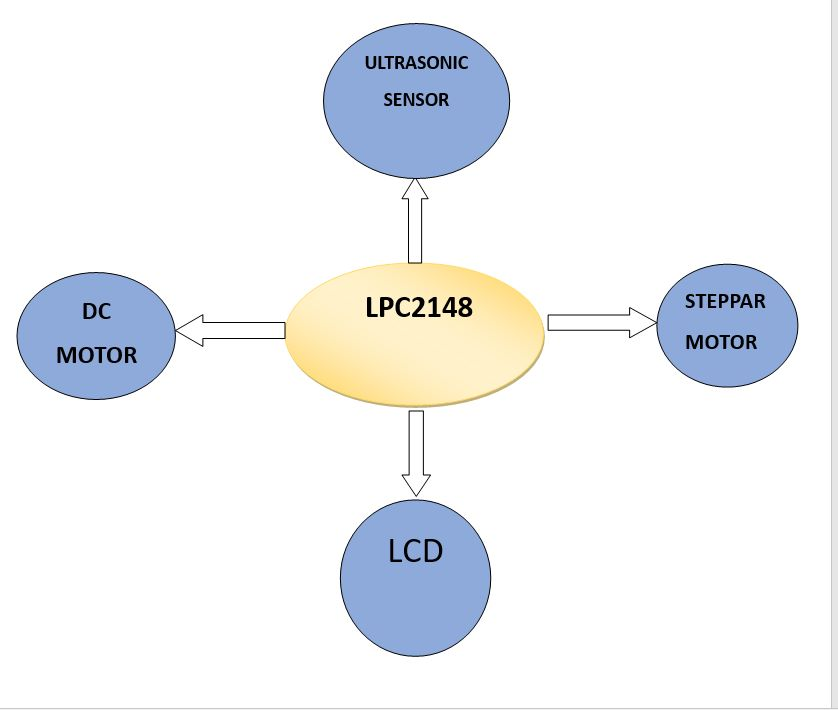 ULTRASONIC
SENSOR
LPC2148
DC
MOTOR
STEPPAR
MOTOR
LCD